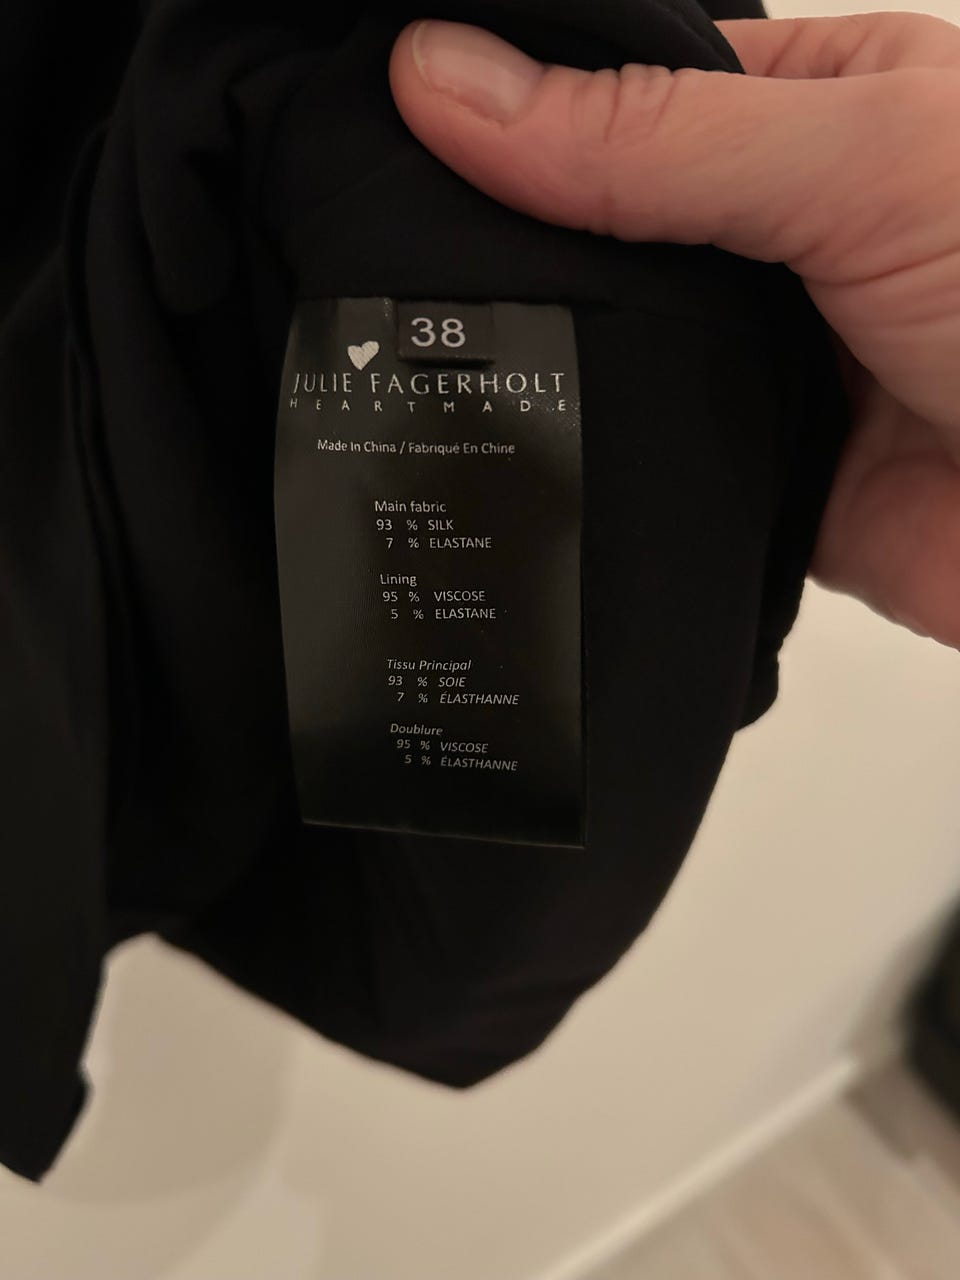 38
JULIE FAGERHOLT
HEARTMADE
Made In China / Fabriqué En Chine
Main fabric
93 % SILK
7 % ELASTANE
Lining
95 % VISCOSE
5 % ELASTANE
Tissu Principal
93 % SOIE
7 % ÉLASTHANNE
Doublure
95 % VISCOSE
5 % ÉLASTHANNE